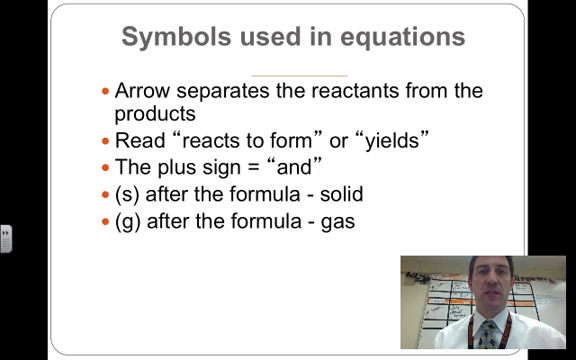 Symbols used in equations
• Arrow separates the reactants from the
products
• Read “reacts to form” or “yields”
• The plus sign = “and”
• (s) after the formula - solid
• (g) after the formula - gas